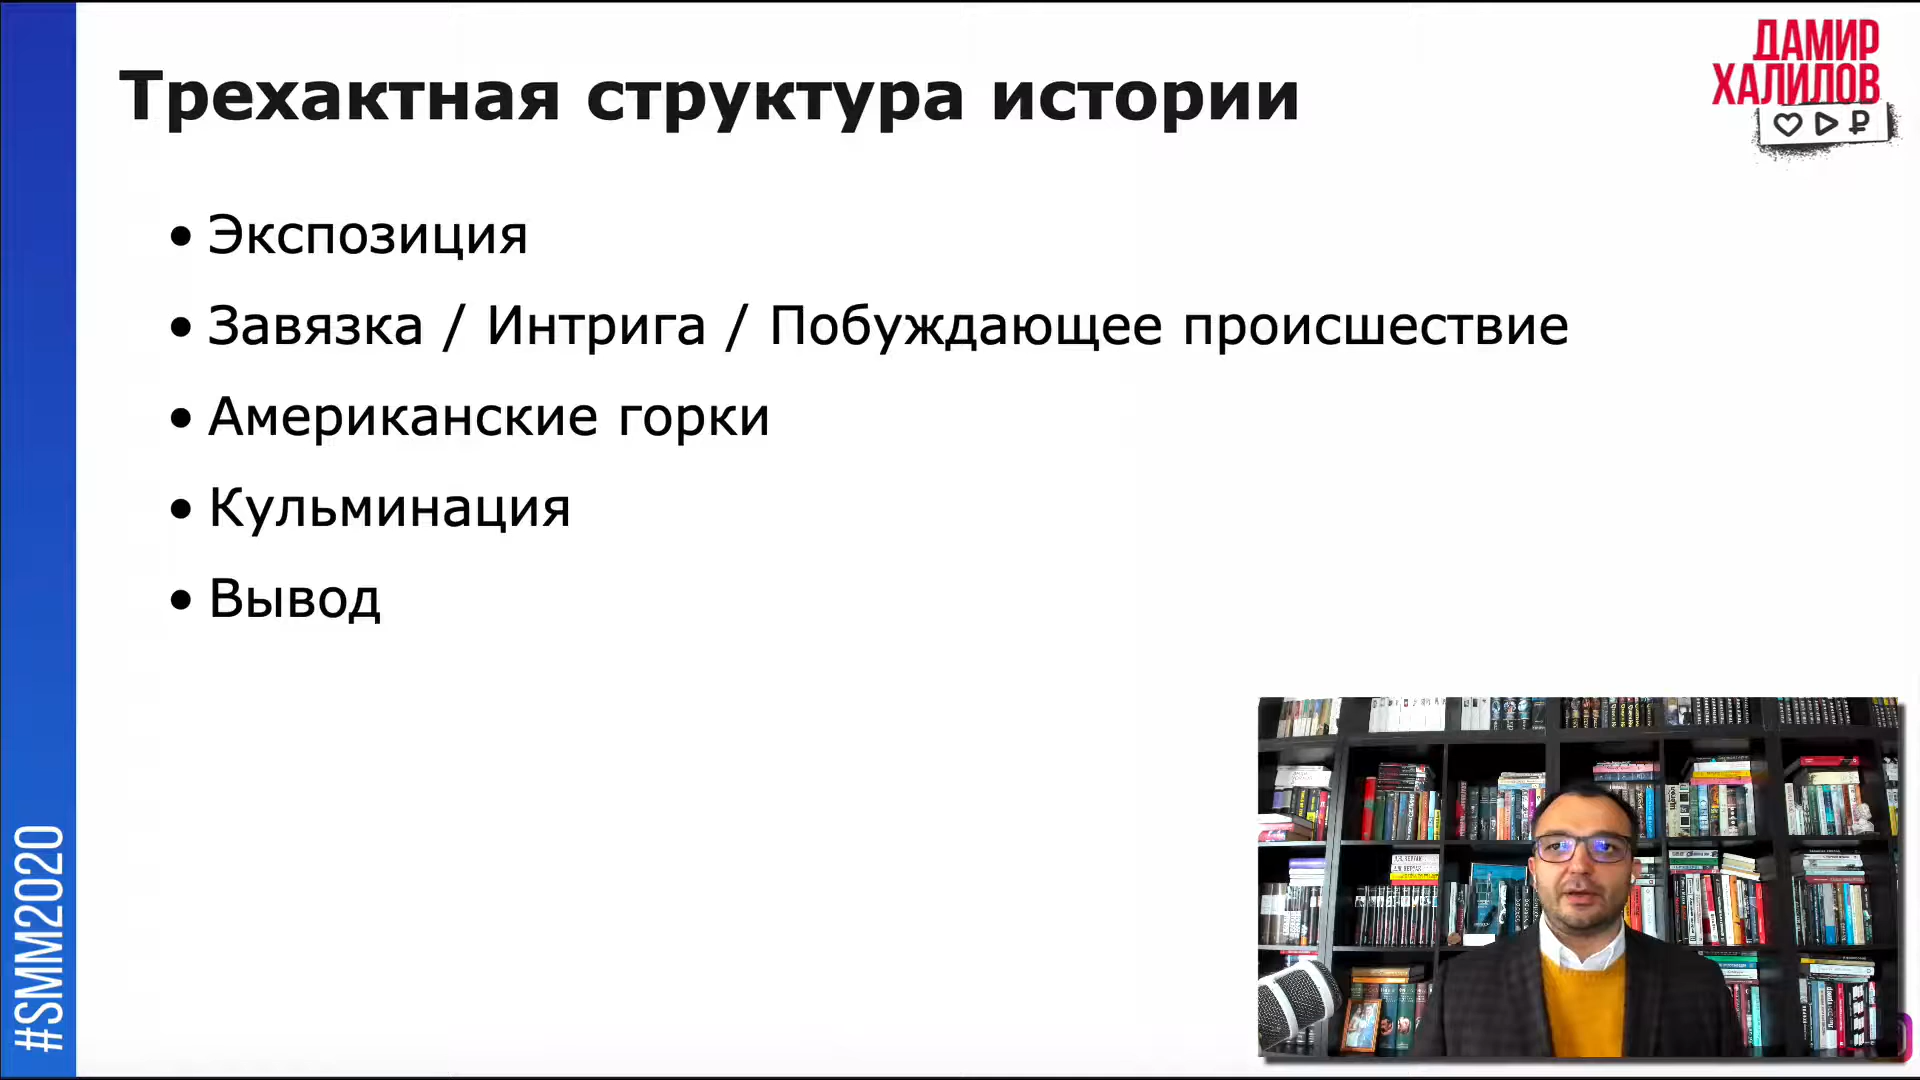 Трехактная структура истории
ДАМИР
ХАЛИЛОВ
• Экспозиция
• Завязка / Интрига / Побуждающее происшествие
• Американские горки
• Кульминация
• Вывод
#SMM2020